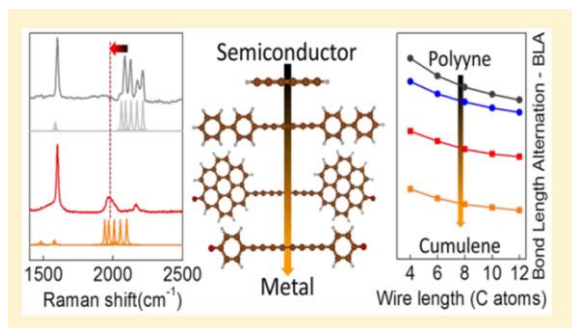 Semiconductor
Metal
1500 2000 2500
Raman shift(cm⁻¹)
Polyyne
Cumulene
4 6 8 10 12
Wire length (C atoms)
Bond Length Alternation - BLA